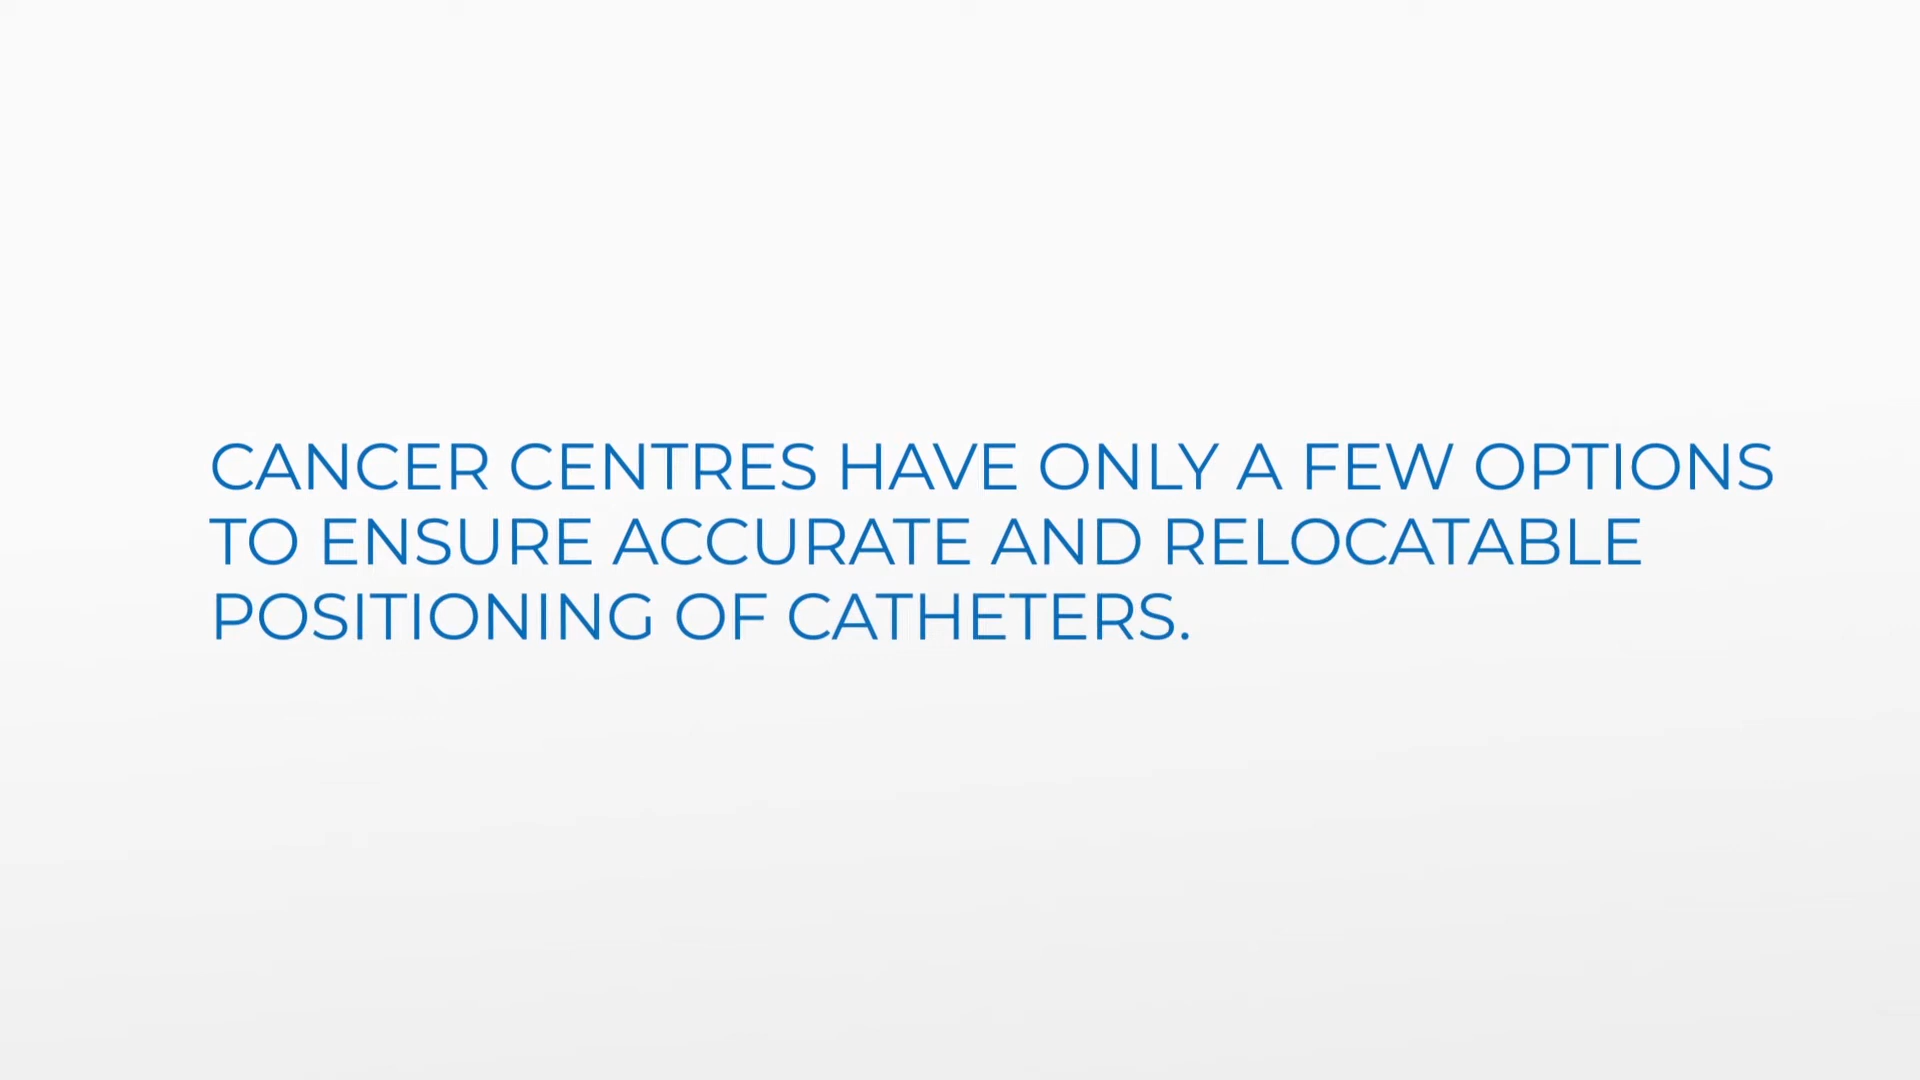 CANCER CENTRES HAVE ONLY A FEW OPTIONS
TO ENSURE ACCURATE AND RELOCATABLE
POSITIONING OF CATHETERS.